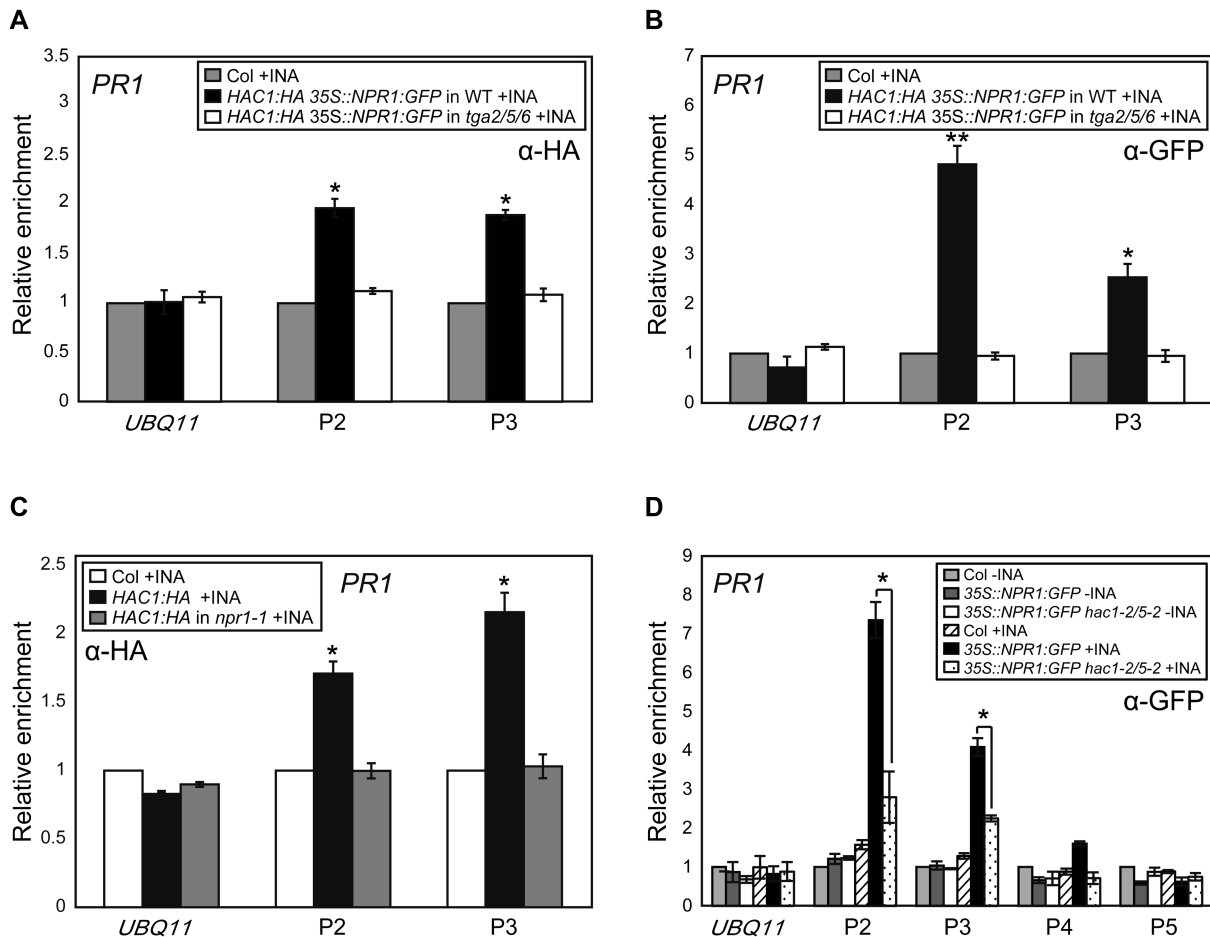 A
PR1
Col +INA
HAC1:HA 35S::NPR1:GFP in WT +INA
HAC1:HA 35S::NPR1:GFP in tga2/5/6 +INA
α-HA
Relative enrichment
3.5
3
2.5
2
1.5
1
0.5
0
*
*
UBQ11 P2 P3
B
PR1
Col +INA
HAC1:HA 35S::NPR1:GFP in WT +INA
HAC1:HA 35S::NPR1:GFP in tga2/5/6 +INA
α-GFP
Relative enrichment
7
6
5
4
3
2
1
0
**
*
UBQ11 P2 P3
C
Col +INA
HAC1:HA +INA
HAC1:HA in npr1-1 +INA
PR1
α-HA
Relative enrichment
2.5
2
1.5
1
0.5
0
*
*
UBQ11 P2 P3
D
PR1
Col -INA
35S::NPR1:GFP -INA
35S::NPR1:GFP hac1-2/5-2 -INA
Col +INA
35S::NPR1:GFP +INA
35S::NPR1:GFP hac1-2/5-2 +INA
α-GFP
Relative enrichment
9
8
7
6
5
4
3
2
1
0
*
*
UBQ11 P2 P3 P4 P5